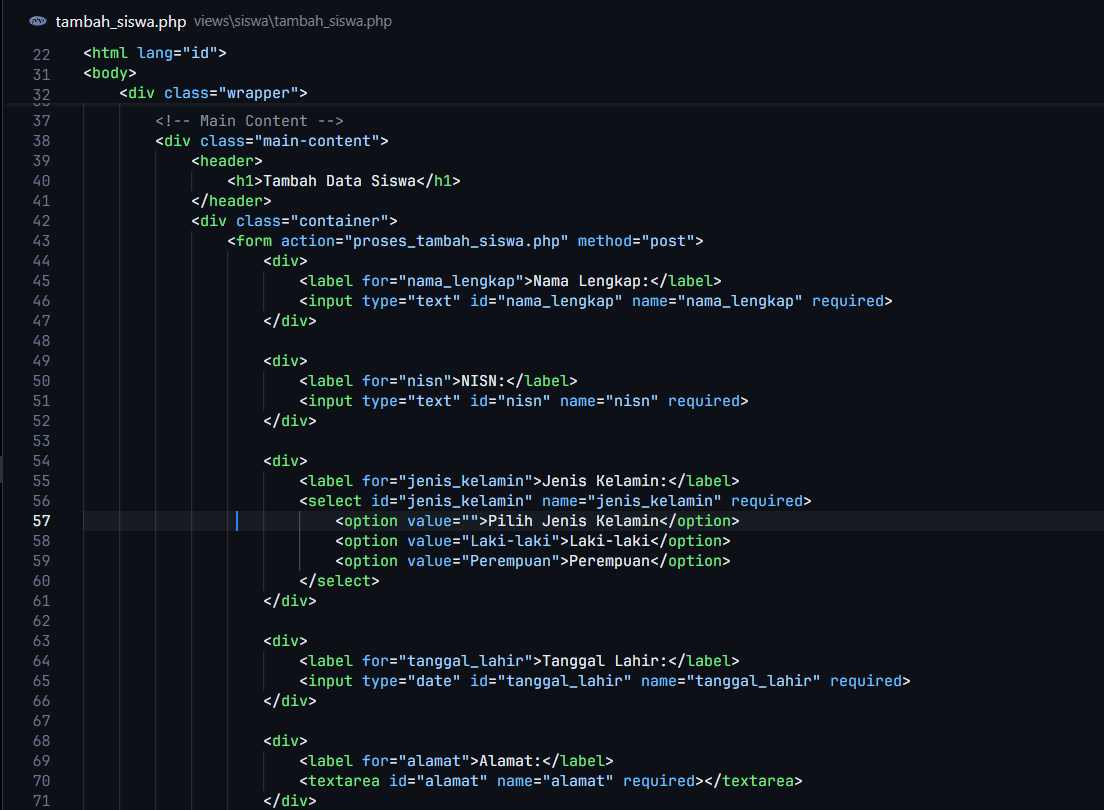 php tambah_siswa.php views\siswa\tambah_siswa.php
22 <html lang="id">
31 <body>
32 <div class="wrapper">
37 <!-- Main Content -->
38 <div class="main-content">
39 <header>
40 <h1>Tambah Data Siswa</h1>
41 </header>
42 <div class="container">
43 <form action="proses_tambah_siswa.php" method="post">
44 <div>
45 <label for="nama_lengkap">Nama Lengkap:</label>
46 <input type="text" id="nama_lengkap" name="nama_lengkap" required>
47 </div>
48
49 <div>
50 <label for="nisn">NISN:</label>
51 <input type="text" id="nisn" name="nisn" required>
52 </div>
53
54 <div>
55 <label for="jenis_kelamin">Jenis Kelamin:</label>
56 <select id="jenis_kelamin" name="jenis_kelamin" required>
57 <option value="">Pilih Jenis Kelamin</option>
58 <option value="Laki-laki">Laki-laki</option>
59 <option value="Perempuan">Perempuan</option>
60 </select>
61 </div>
62
63 <div>
64 <label for="tanggal_lahir">Tanggal Lahir:</label>
65 <input type="date" id="tanggal_lahir" name="tanggal_lahir" required>
66 </div>
67
68 <div>
69 <label for="alamat">Alamat:</label>
70 <textarea id="alamat" name="alamat" required></textarea>
71 </div>